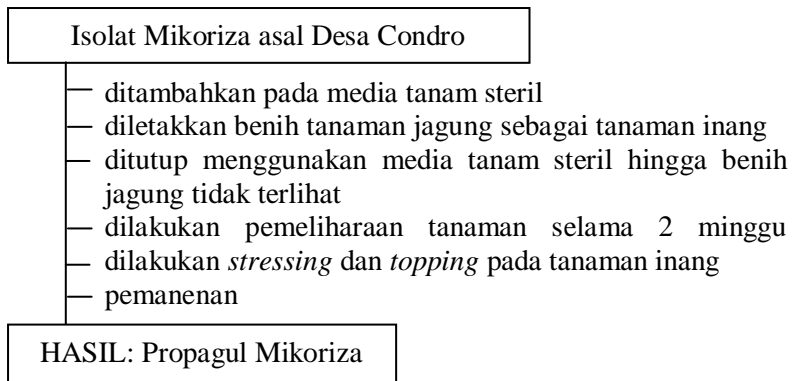 Isolat Mikoriza asal Desa Condro
ditambahkan pada media tanam steril
diletakkan benih tanaman jagung sebagai tanaman inang
ditutup menggunakan media tanam steril hingga benih
jagung tidak terlihat
dilakukan pemeliharaan tanaman selama 2 minggu
dilakukan stressing dan topping pada tanaman inang
pemanenan
HASIL: Propagul Mikoriza